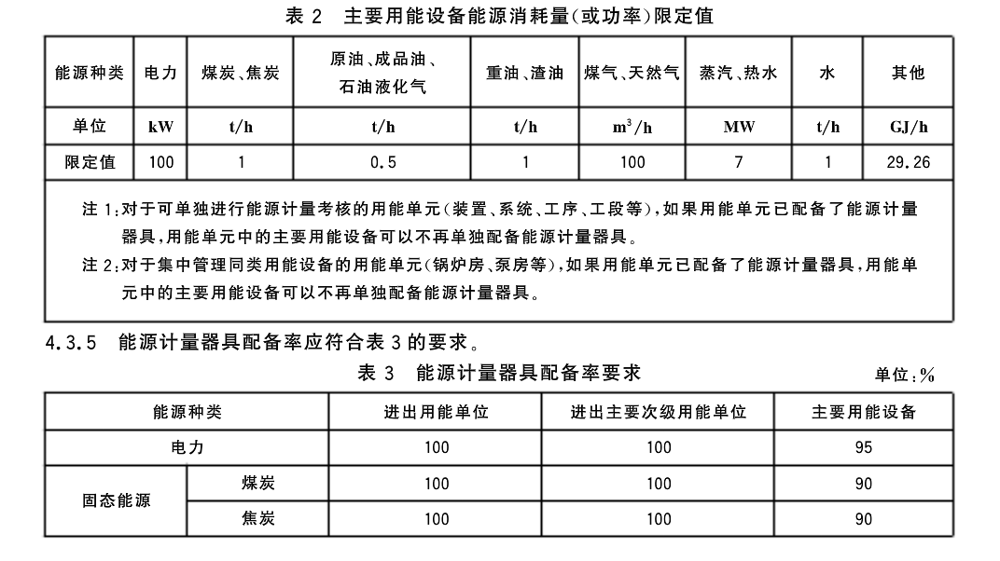 表 2 主要用能设备能源消耗量(或功率)限定值
能源种类 电力 煤炭、焦炭 原油、成品油、石油液化气 重油、渣油 煤气、天然气 蒸汽、热水 水 其他
单位 kW t/h t/h t/h m³/h MW t/h GJ/h
限定值 100 1 0.5 1 100 7 1 29.26
注 1:对于可单独进行能源计量考核的用能单元(装置、系统、工序、工段等),如果用能单元已配备了能源计量
器具,用能单元中的主要用能设备可以不再单独配备能源计量器具。
注 2:对于集中管理同类用能设备的用能单元(锅炉房、泵房等),如果用能单元已配备了能源计量器具,用能单
元中的主要用能设备可以不再单独配备能源计量器具。
4.3.5 能源计量器具配备率应符合表 3 的要求。
表 3 能源计量器具配备率要求
单位:%
能源种类 进出用能单位 进出主要次级用能单位 主要用能设备
电力 100 100 95
固态能源 煤炭 100 100 90
焦炭 100 100 90